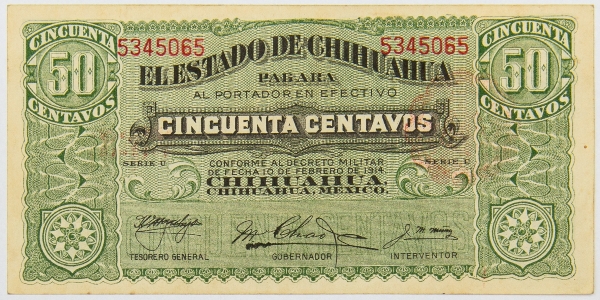 CINCUENTA
50
CENTAVOS
5345065
5345065
CINCUENTA
50
CENTAVOS
EL ESTADO DE CHIHUAHUA
PAGARA
AL PORTADOR EN EFECTIVO
CINCUENTA CENTAVOS
SERIE U
CONFORME AL DECRETO MILITAR
DE FECHA 10 DE FEBRERO DE 1914.
SERIE U
CHIHUAHUA,
CHIHUAHUA, MEXICO.
TESORERO GENERAL
GOBERNADOR
INTERVENTOR